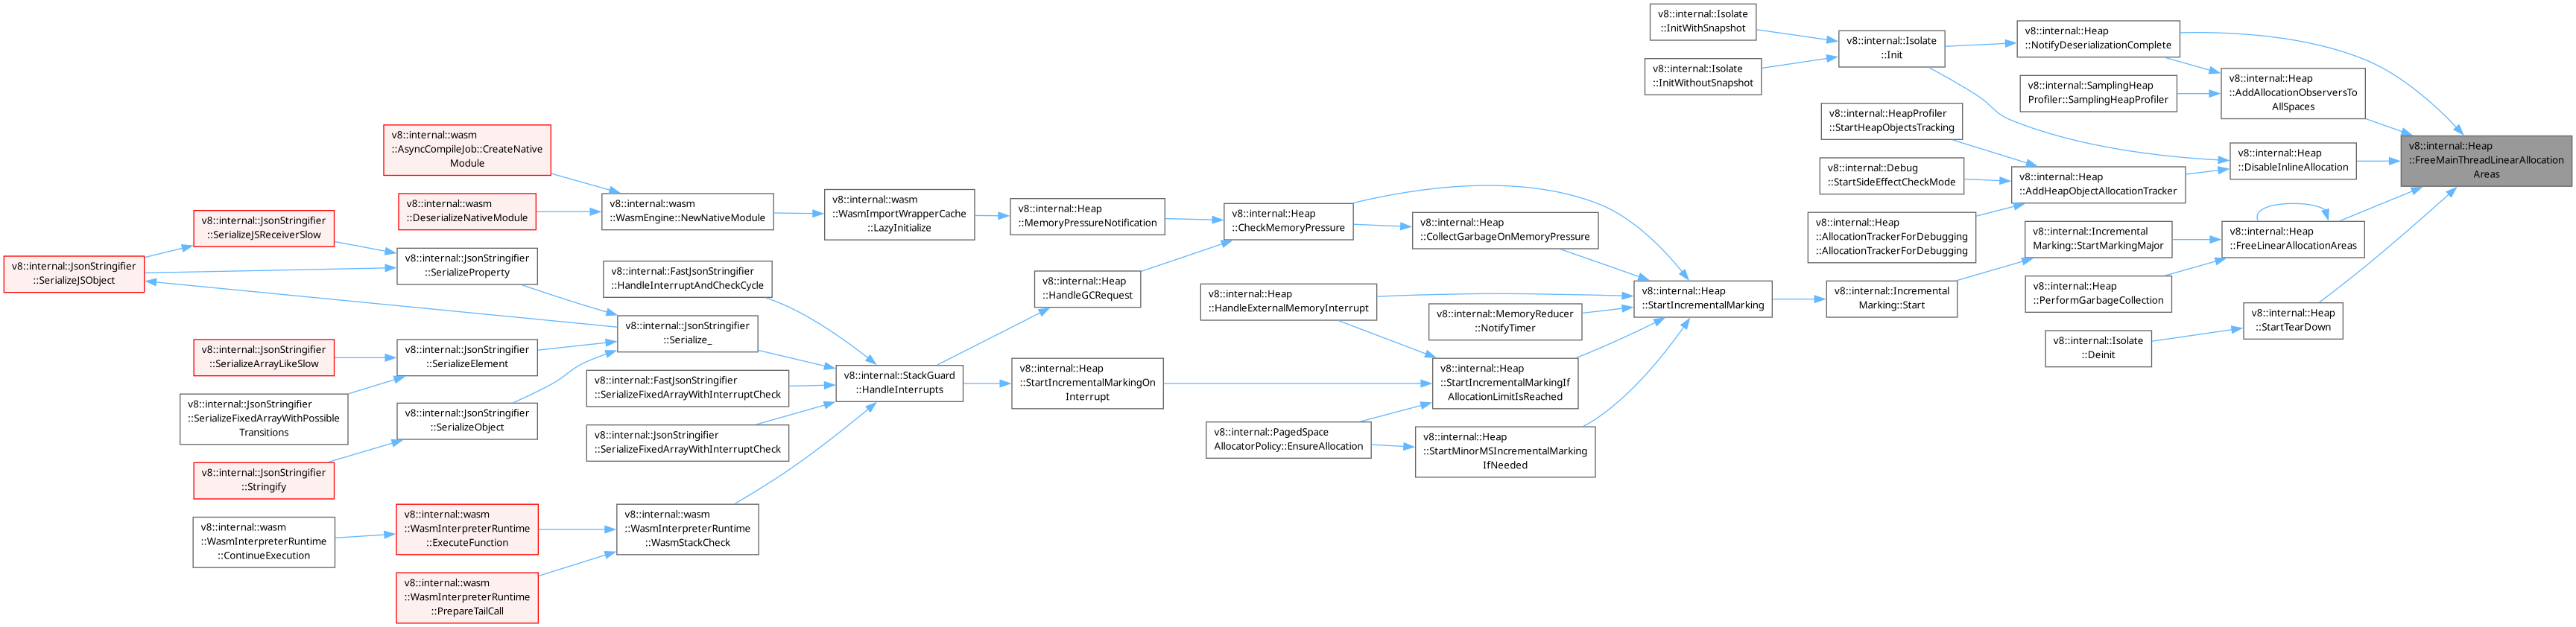 v8::internal::Isolate
::InitWithSnapshot
v8::internal::Isolate
::InitWithoutSnapshot
v8::internal::Isolate
::Init
v8::internal::Heap
::NotifyDeserializationComplete
v8::internal::SamplingHeap
Profiler::SamplingHeapProfiler
v8::internal::Heap
::AddAllocationObserversTo
AllSpaces
v8::internal::HeapProfiler
::StartHeapObjectsTracking
v8::internal::Debug
::StartSideEffectCheckMode
v8::internal::Heap
::AllocationTrackerForDebugging
::AllocationTrackerForDebugging
v8::internal::Heap
::AddHeapObjectAllocationTracker
v8::internal::Heap
::DisableInlineAllocation
v8::internal::Heap
::FreeMainThreadLinearAllocation
Areas
v8::internal::Incremental
Marking::StartMarkingMajor
v8::internal::Heap
::FreeLinearAllocationAreas
v8::internal::Heap
::PerformGarbageCollection
v8::internal::Heap
::StartTearDown
v8::internal::Isolate
::Deinit
v8::internal::Incremental
Marking::Start
v8::internal::Heap
::StartIncrementalMarking
v8::internal::Heap
::CollectGarbageOnMemoryPressure
v8::internal::MemoryReducer
::NotifyTimer
v8::internal::Heap
::StartIncrementalMarkingIf
AllocationLimitIsReached
v8::internal::Heap
::StartMinorMSIncrementalMarking
IfNeeded
v8::internal::Heap
::CheckMemoryPressure
v8::internal::Heap
::HandleExternalMemoryInterrupt
v8::internal::PagedSpace
AllocatorPolicy::EnsureAllocation
v8::internal::Heap
::MemoryPressureNotification
v8::internal::Heap
::HandleGCRequest
v8::internal::Heap
::StartIncrementalMarkingOn
Interrupt
v8::internal::wasm
::WasmImportWrapperCache
::LazyInitialize
v8::internal::StackGuard
::HandleInterrupts
v8::internal::wasm
::WasmEngine::NewNativeModule
v8::internal::FastJsonStringifier
::HandleInterruptAndCheckCycle
v8::internal::JsonStringifier
::Serialize_
v8::internal::FastJsonStringifier
::SerializeFixedArrayWithInterruptCheck
v8::internal::JsonStringifier
::SerializeFixedArrayWithInterruptCheck
v8::internal::wasm
::WasmInterpreterRuntime
::WasmStackCheck
v8::internal::wasm
::AsyncCompileJob::CreateNative
Module
v8::internal::wasm
::DeserializeNativeModule
v8::internal::JsonStringifier
::SerializeProperty
v8::internal::JsonStringifier
::SerializeElement
v8::internal::JsonStringifier
::SerializeObject
v8::internal::wasm
::WasmInterpreterRuntime
::ExecuteFunction
v8::internal::wasm
::WasmInterpreterRuntime
::PrepareTailCall
v8::internal::JsonStringifier
::SerializeJSReceiverSlow
v8::internal::JsonStringifier
::SerializeJSObject
v8::internal::JsonStringifier
::SerializeArrayLikeSlow
v8::internal::JsonStringifier
::SerializeFixedArrayWithPossible
Transitions
v8::internal::JsonStringifier
::Stringify
v8::internal::wasm
::WasmInterpreterRuntime
::ContinueExecution